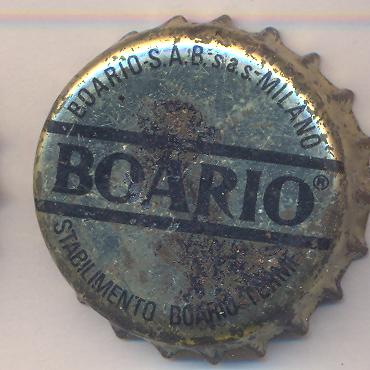 BOARIO-S.A.B. s.a.s.-MILANO
BOARIO®
STABILIMENTO BOARIO-TERME